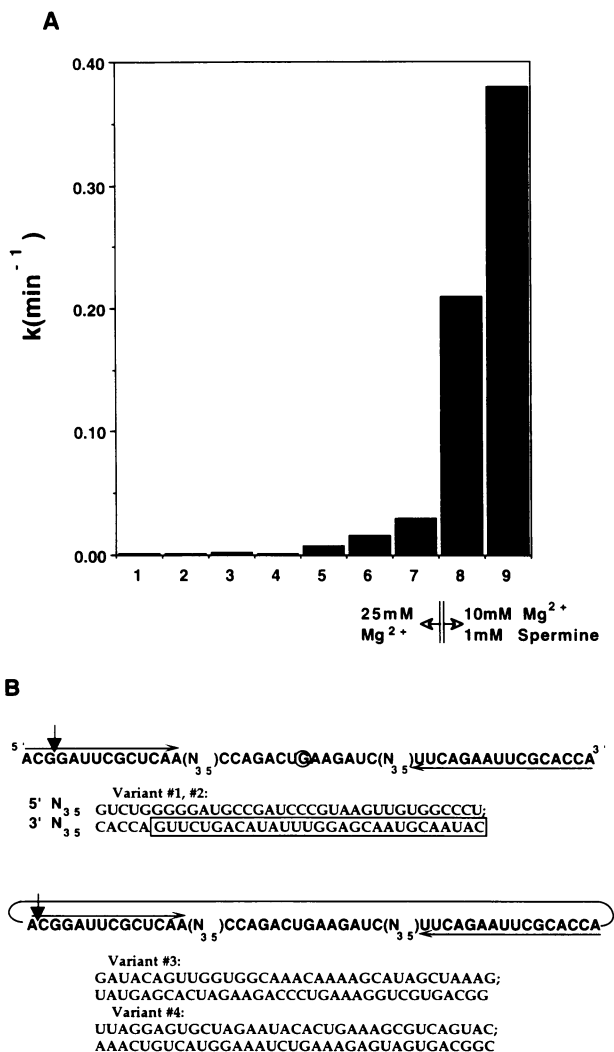 A
k(min⁻¹)
0.40
0.30
0.20
0.10
0.00
1 2 3 4 5 6 7 8 9
25mM Mg2+
10mM Mg2+
1mM Spermine
B
5' ACGGAUUCGCUCAA(N35)CCAGACUGAAGAUC(N35)UUCAGAAUUCGCACCA 3'
Variant #1, #2:
5' N35 GUCUGGGGGAUGCCGAUCCCGUAAGUUGUGGCCCU;
3' N35 CACCAGUUCUGACAUAUUUGGAGCAAUGCAAUAC
ACGGAUUCGCUCAA(N35)CCAGACUGAAGAUC(N35)UUCAGAAUUCGCACCA
Variant #3:
GAUACAGUUGGUGGCAAACAAAAGCAUAGCUAAAG;
UAUGAGCACUAGAAGACCCUGAAAGGUCGUGACGG
Variant #4:
UUAGGAGUGCUAGAAUACACUGAAAGCGUCAGUAC;
AAACUGUCAUGGAAAUCUGAAAGAGUAGUGACGGC